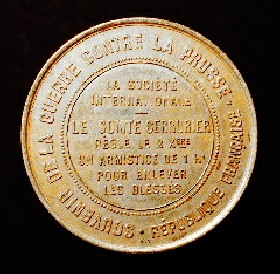 SOUVENIR DE LA GUERRE CONTRE LA PRUSSE.
LA SOCIÉTÉ
INTERNATIONALE
LE COMTE SERRURIER
RÉGLE LE 2 XBRE
UN ARMISTICE DE 1 H.
POUR ENLEVER
LES BLESSÉS
RÉPUBLIQUE FRANÇAISE.